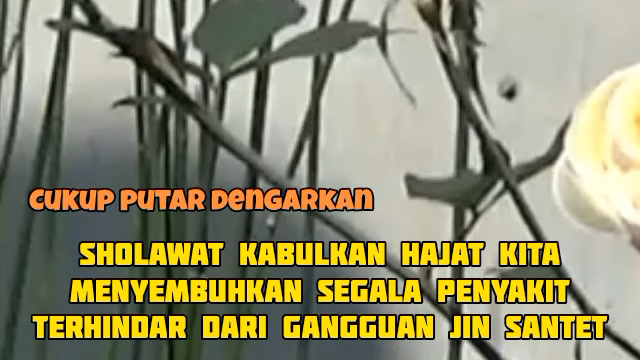 CUKUP PUTAR DENGARKAN
SHOLAWAT KABULKAN HAJAT KITA
MENYEMBUHKAN SEGALA PENYAKIT
TERHINDAR DARI GANGGUAN JIN SANTET